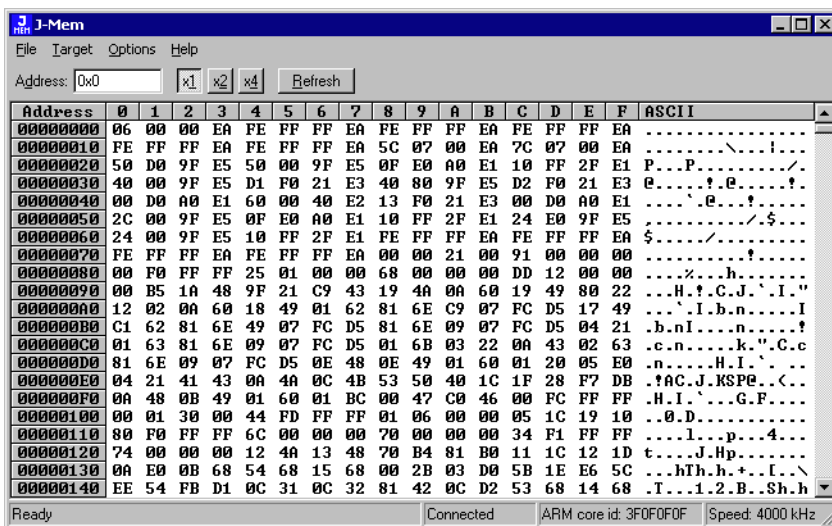 J-Mem
File Target Options Help
Address: 0x0 x1 x2 x4 Refresh
Address 0 1 2 3 4 5 6 7 8 9 A B C D E F ASCII
00000000 06 00 00 EA FE FF FF EA FE FF FF EA FE FF FF EA ................
00000010 FE FF FF EA FE FF FF EA 5C 07 00 EA 7C 07 00 EA ........\...|...
00000020 50 D0 9F E5 50 00 9F E5 0F E0 A0 E1 10 FF 2F E1 P...P........./.
00000030 40 00 9F E5 D1 F0 21 E3 40 80 9F E5 D2 F0 21 E3 @.....!.@.....!.
00000040 00 D0 A0 E1 60 00 40 E2 13 F0 21 E3 00 D0 A0 E1 ....`.@...!.....
00000050 2C 00 9F E5 0F E0 A0 E1 10 FF 2F E1 24 E0 9F E5 ,........./.$...
00000060 24 00 9F E5 10 FF 2F E1 FE FF FF EA FE FF FF EA $...../.........
00000070 FE FF FF EA FE FF FF EA 00 00 21 00 91 00 00 00 ..........!.....
00000080 00 F0 FF FF 25 01 00 00 68 00 00 00 DD 12 00 00 ....%...h.......
00000090 00 B5 1A 48 9F 21 C9 43 19 4A 0A 60 19 49 80 22 ...H.!.C.J.`.I."
000000A0 12 02 0A 60 18 49 01 62 81 6E C9 07 FC D5 17 49 ...`.I.b.n.....I
000000B0 C1 62 81 6E 49 07 FC D5 81 6E 09 07 FC D5 04 21 .b.nI....n.....!
000000C0 01 63 81 6E 09 07 FC D5 01 6B 03 22 0A 43 02 63 .c.n.....k.".C.c
000000D0 81 6E 09 07 FC D5 0E 48 0E 49 01 60 01 20 05 E0 .n.....H.I.`. ..
000000E0 04 21 41 43 0A 4A 0C 4B 53 50 40 1C 1F 28 F7 DB .!AC.J.KSP@..(..
000000F0 0A 48 0B 49 01 60 01 BC 00 47 C0 46 00 FC FF FF .H.I.`...G.F....
00000100 00 01 30 00 44 FD FF FF 01 06 00 00 05 1C 19 10 ..0.D...........
00000110 80 F0 FF FF 6C 00 00 00 70 00 00 00 34 F1 FF FF ....l...p...4...
00000120 74 00 00 00 12 4A 13 48 70 B4 81 B0 11 1C 12 1D t....J.Hp.......
00000130 0A E0 0B 68 54 68 15 68 00 2B 03 D0 5B 1E E6 5C ...hTh.h.+..[..\
00000140 EE 54 FB D1 0C 31 0C 32 81 42 0C D2 53 68 14 68 .T...1.2.B..Sh.h
Ready Connected ARM core id: 3F0F0F0F Speed: 4000 kHz